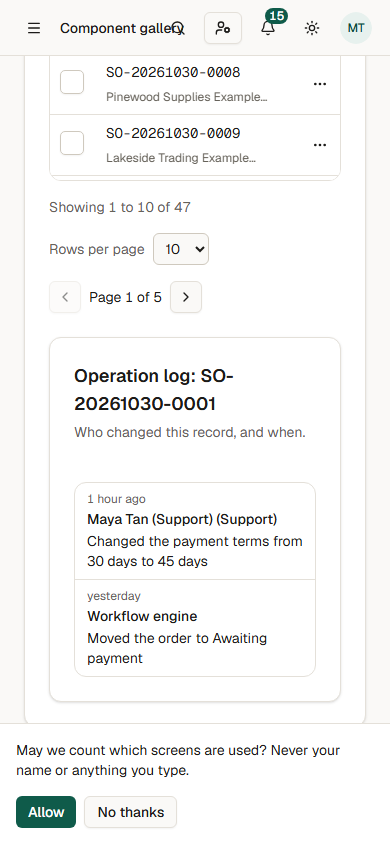 Component gallery
15
MT
SO-20261030-0008
Pinewood Supplies Example…
SO-20261030-0009
Lakeside Trading Example…
Showing 1 to 10 of 47
Rows per page
10
Page 1 of 5
Operation log: SO-
20261030-0001
Who changed this record, and when.
1 hour ago
Maya Tan (Support) (Support)
Changed the payment terms from
30 days to 45 days
yesterday
Workflow engine
Moved the order to Awaiting
payment
May we count which screens are used? Never your
name or anything you type.
Allow
No thanks